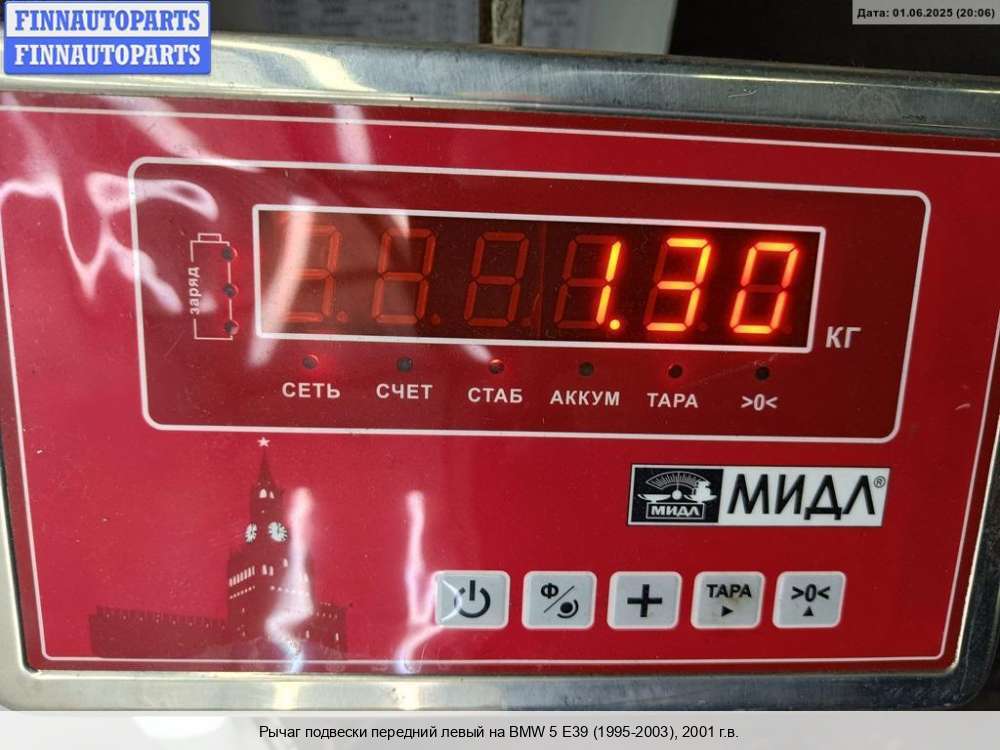 FINNAUTOPARTS
FINNAUTOPARTS
Дата: 01.06.2025 (20:06)
заряд
1.30
КГ
СЕТЬ СЧЕТ СТАБ АККУМ ТАРА >0<
МИДЛ МИДЛ®
Ф ТАРА >0<
Рычаг подвески передний левый на BMW 5 E39 (1995-2003), 2001 г.в.